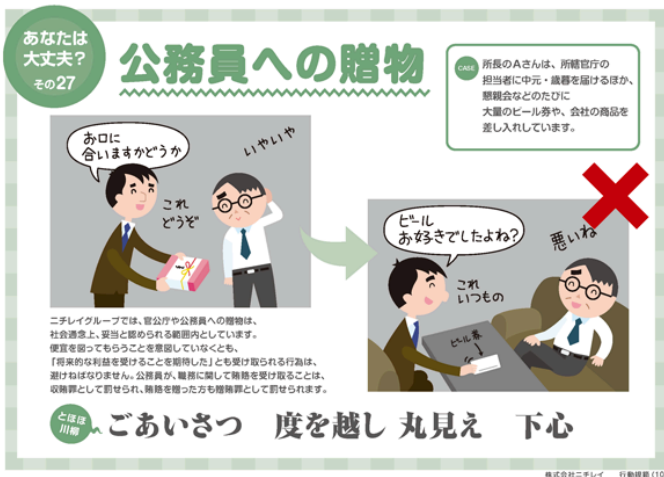 あなたは
大丈夫？
その27
公務員への贈物
CASE
所長のAさんは、所轄官庁の
担当者に中元・歳暮を届けるほか、
懇親会などのたびに
大量のビール券や、会社の商品を
差し入れしています。
お口に
合いますかどうか
いやいや
これ
どうぞ
ビール
お好きでしたよね?
悪いね
これ
いつもの
ビール券
ニチレイグループでは、官公庁や公務員への贈物は、
社会通念上、妥当と認められる範囲内としています。
便宜を図ってもらうことを意図していなくとも、
「将来的な利益を受けることを期待した」とも受け取られる行為は、
避けねばなりません。公務員が、職務に関して賄賂を受け取ることは、
収賄罪として罰せられ、賄賂を贈った方も贈賄罪として罰せられます。
とほほ
川柳
ごあいさつ 度を越し 丸見え 下心
株式会社ニチレイ 行動規範 (10